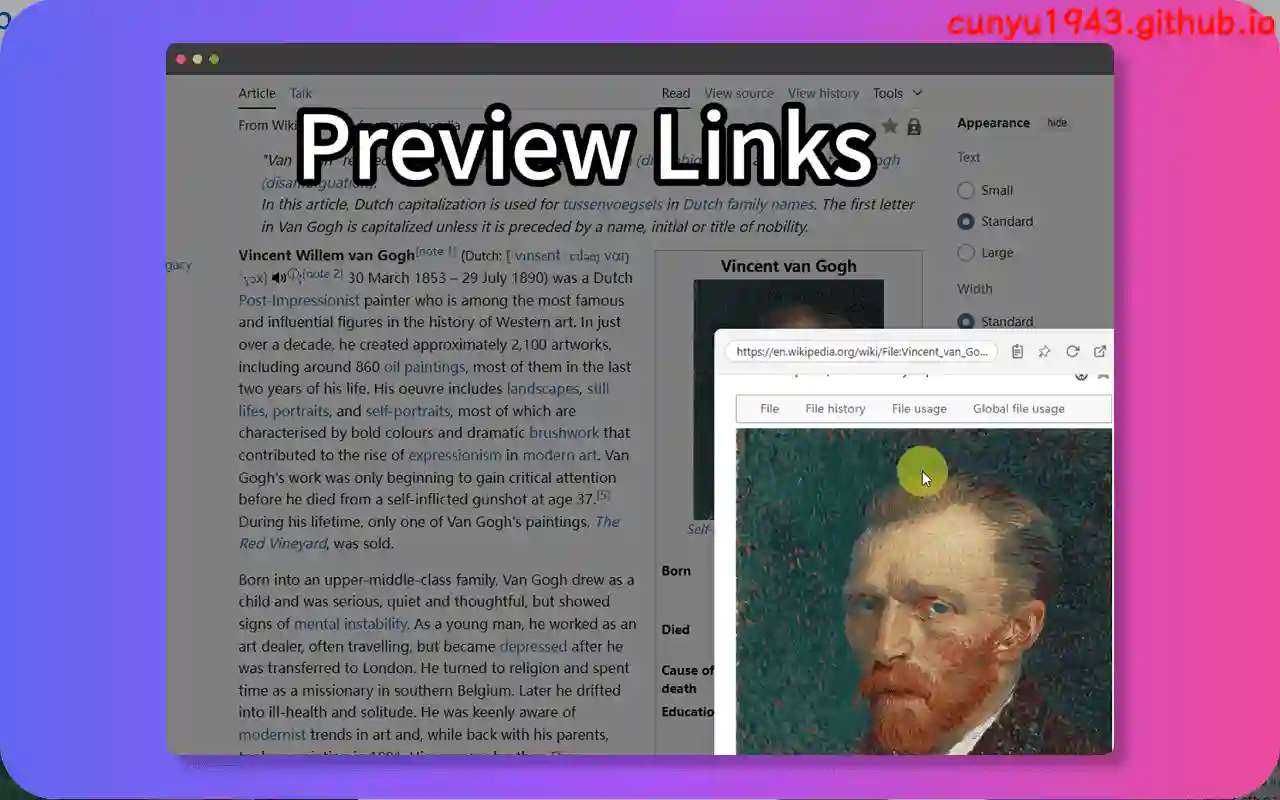 cunyu1943.github.io
Article Talk
Read View source View history Tools
Preview Links
From Wiki
"Van
(disambiguation).
In this article, Dutch capitalization is used for tussenvoegsels in Dutch family names. The first letter
in Van Gogh is capitalized unless it is preceded by a name, initial or title of nobility.
Appearance hide
Text
Small
Standard
Large
Width
Standard
gacy
Vincent Willem van Gogh[note 1] (Dutch:
[note 2] 30 March 1853 – 29 July 1890) was a Dutch
Post-Impressionist painter who is among the most famous
and influential figures in the history of Western art. In just
over a decade, he created approximately 2,100 artworks,
including around 860 oil paintings, most of them in the last
two years of his life. His oeuvre includes landscapes, still
lifes, portraits, and self-portraits, most of which are
characterised by bold colours and dramatic brushwork that
contributed to the rise of expressionism in modern art. Van
Gogh's work was only beginning to gain critical attention
before he died from a self-inflicted gunshot at age 37.[5]
During his lifetime, only one of Van Gogh's paintings, The
Red Vineyard, was sold.
Born into an upper-middle-class family, Van Gogh drew as a
child and was serious, quiet and thoughtful, but showed
signs of mental instability. As a young man, he worked as an
art dealer, often travelling, but became depressed after he
was transferred to London. He turned to religion and spent
time as a missionary in southern Belgium. Later he drifted
into ill-health and solitude. He was keenly aware of
modernist trends in art and, while back with his parents,
Vincent van Gogh
Self-
Born
Died
Cause of
death
Educatio
https://en.wikipedia.org/wiki/File:Vincent_van_Go...
File File history File usage Global file usage